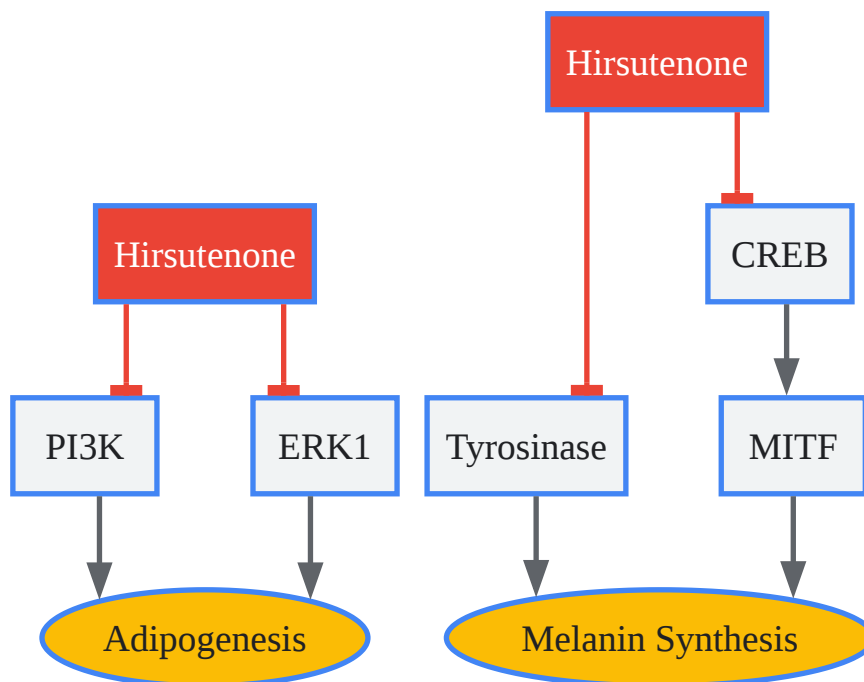 Hirsutenone
Hirsutenone
CREB
PI3K
ERK1
Tyrosinase
MITF
Adipogenesis
Melanin Synthesis